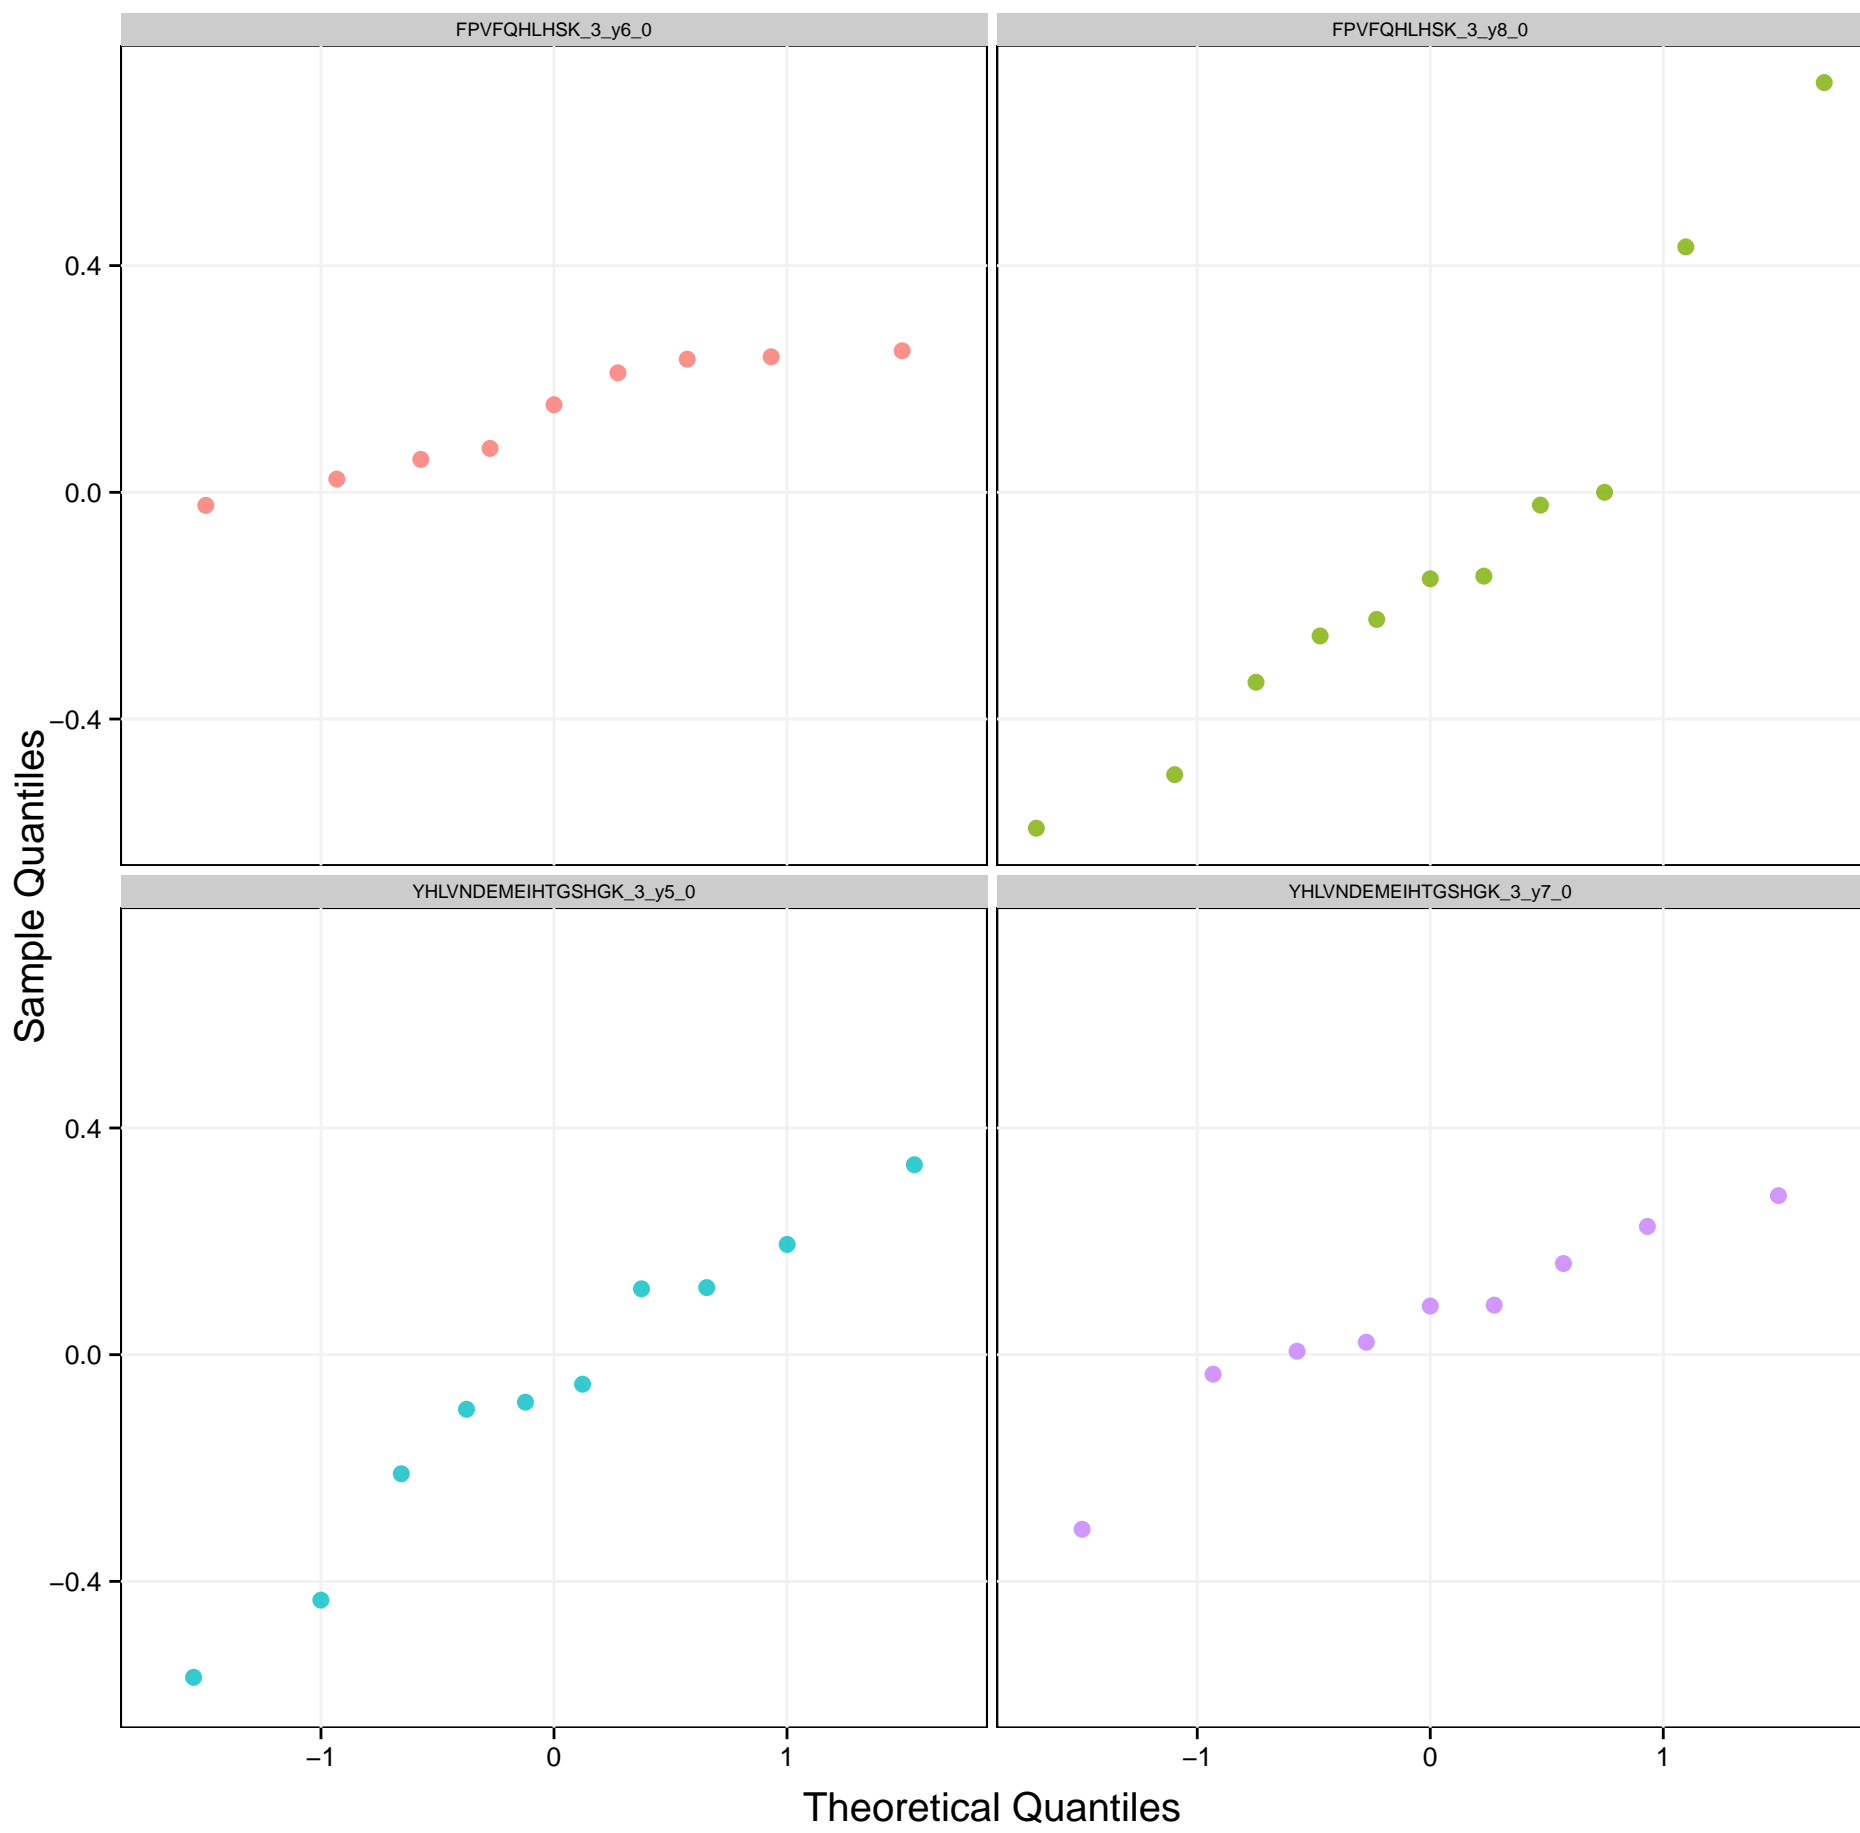 FPVFQHLHSK_3_y6_0
FPVFQHLHSK_3_y8_0
0.4
0.0
−0.4
YHLVNDEMEIHTGSHGK_3_y5_0
YHLVNDEMEIHTGSHGK_3_y7_0
0.4
0.0
−0.4
−1 0 1
−1 0 1
Sample Quantiles
Theoretical Quantiles